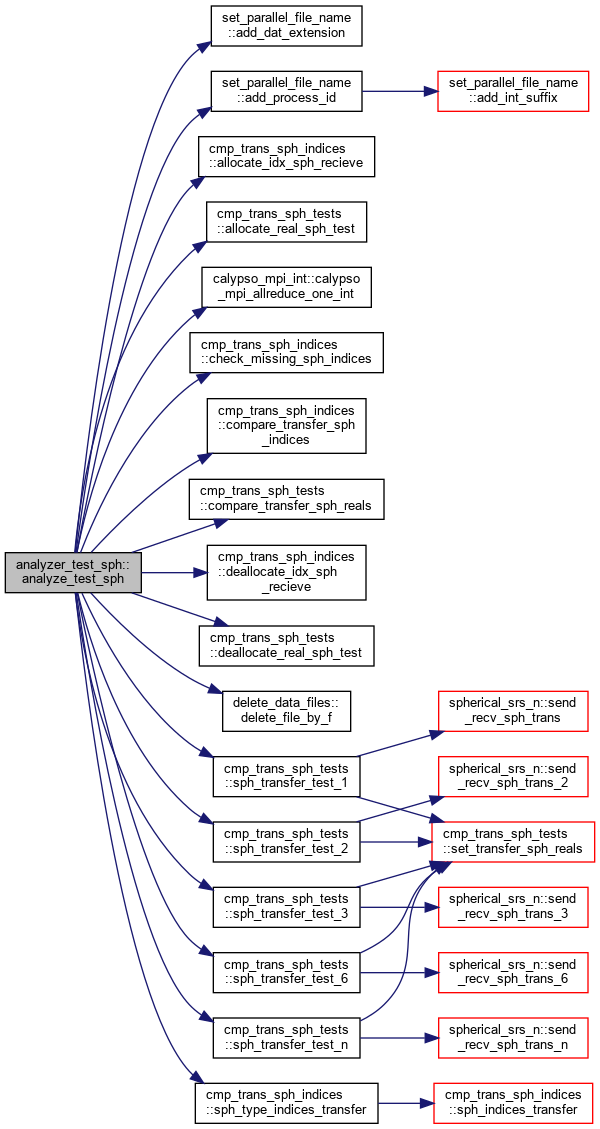 set_parallel_file_name
::add_dat_extension
set_parallel_file_name
::add_process_id
set_parallel_file_name
::add_int_suffix
cmp_trans_sph_indices
::allocate_idx_sph_recieve
cmp_trans_sph_tests
::allocate_real_sph_test
calypso_mpi_int::calypso
_mpi_allreduce_one_int
cmp_trans_sph_indices
::check_missing_sph_indices
cmp_trans_sph_indices
::compare_transfer_sph
_indices
cmp_trans_sph_tests
::compare_transfer_sph_reals
analyzer_test_sph::
analyze_test_sph
cmp_trans_sph_indices
::deallocate_idx_sph
_recieve
cmp_trans_sph_tests
::deallocate_real_sph_test
delete_data_files::
delete_file_by_f
spherical_srs_n::send
_recv_sph_trans
cmp_trans_sph_tests
::sph_transfer_test_1
spherical_srs_n::send
_recv_sph_trans_2
cmp_trans_sph_tests
::sph_transfer_test_2
cmp_trans_sph_tests
::set_transfer_sph_reals
cmp_trans_sph_tests
::sph_transfer_test_3
spherical_srs_n::send
_recv_sph_trans_3
cmp_trans_sph_tests
::sph_transfer_test_6
spherical_srs_n::send
_recv_sph_trans_6
cmp_trans_sph_tests
::sph_transfer_test_n
spherical_srs_n::send
_recv_sph_trans_n
cmp_trans_sph_indices
::sph_type_indices_transfer
cmp_trans_sph_indices
::sph_indices_transfer